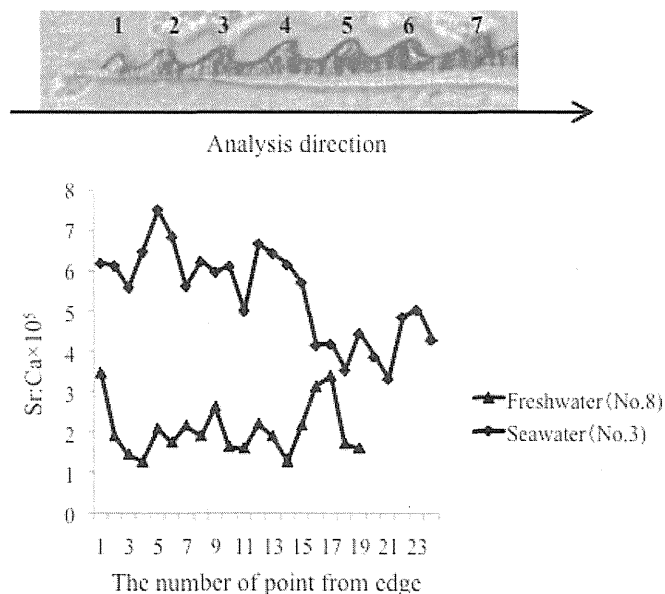 1 2 3 4 5 6 7
Analysis direction
8
7
6
5
4
3
2
1
0
Sr:Ca×10⁵
Freshwater(No.8)
Seawater(No.3)
1 3 5 7 9 11 13 15 17 19 21 23
The number of point from edge